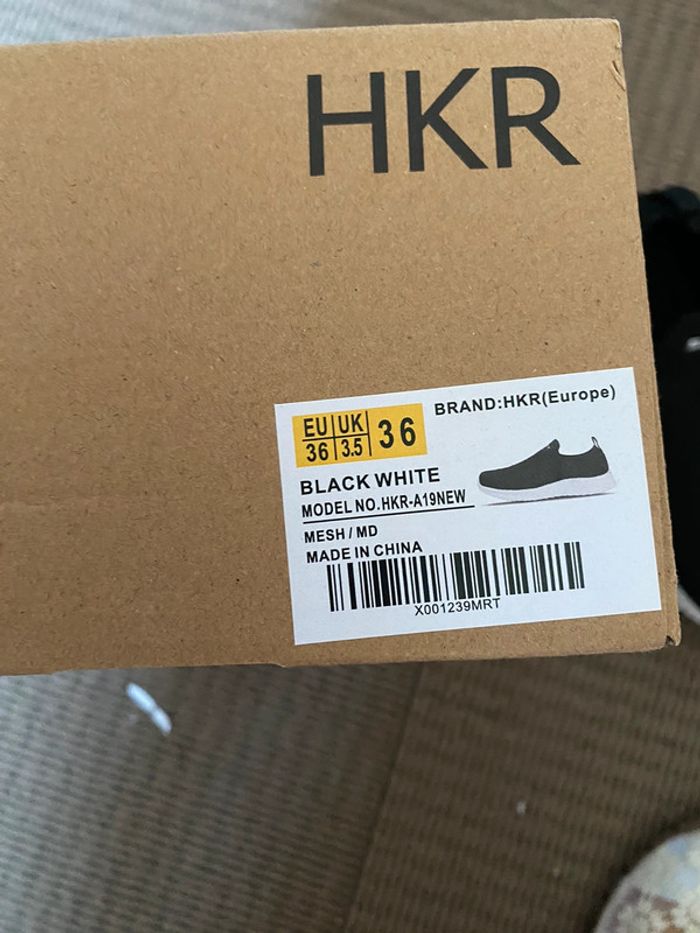 HKR
BRAND:HKR(Europe)
EU UK 36
36 3.5
BLACK WHITE
MODEL NO.HKR-A19NEW
MESH / MD
MADE IN CHINA
X001239MRT